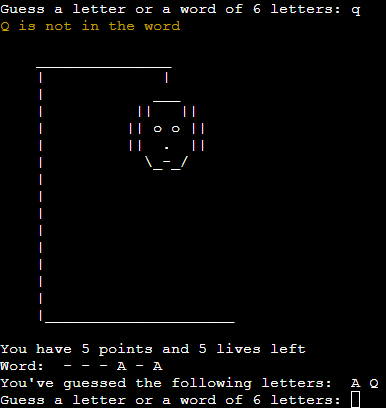 Guess a letter or a word of 6 letters: q
Q is not in the word
You have 5 points and 5 lives left
Word:  - - - A - A
You've guessed the following letters:  A Q
Guess a letter or a word of 6 letters: